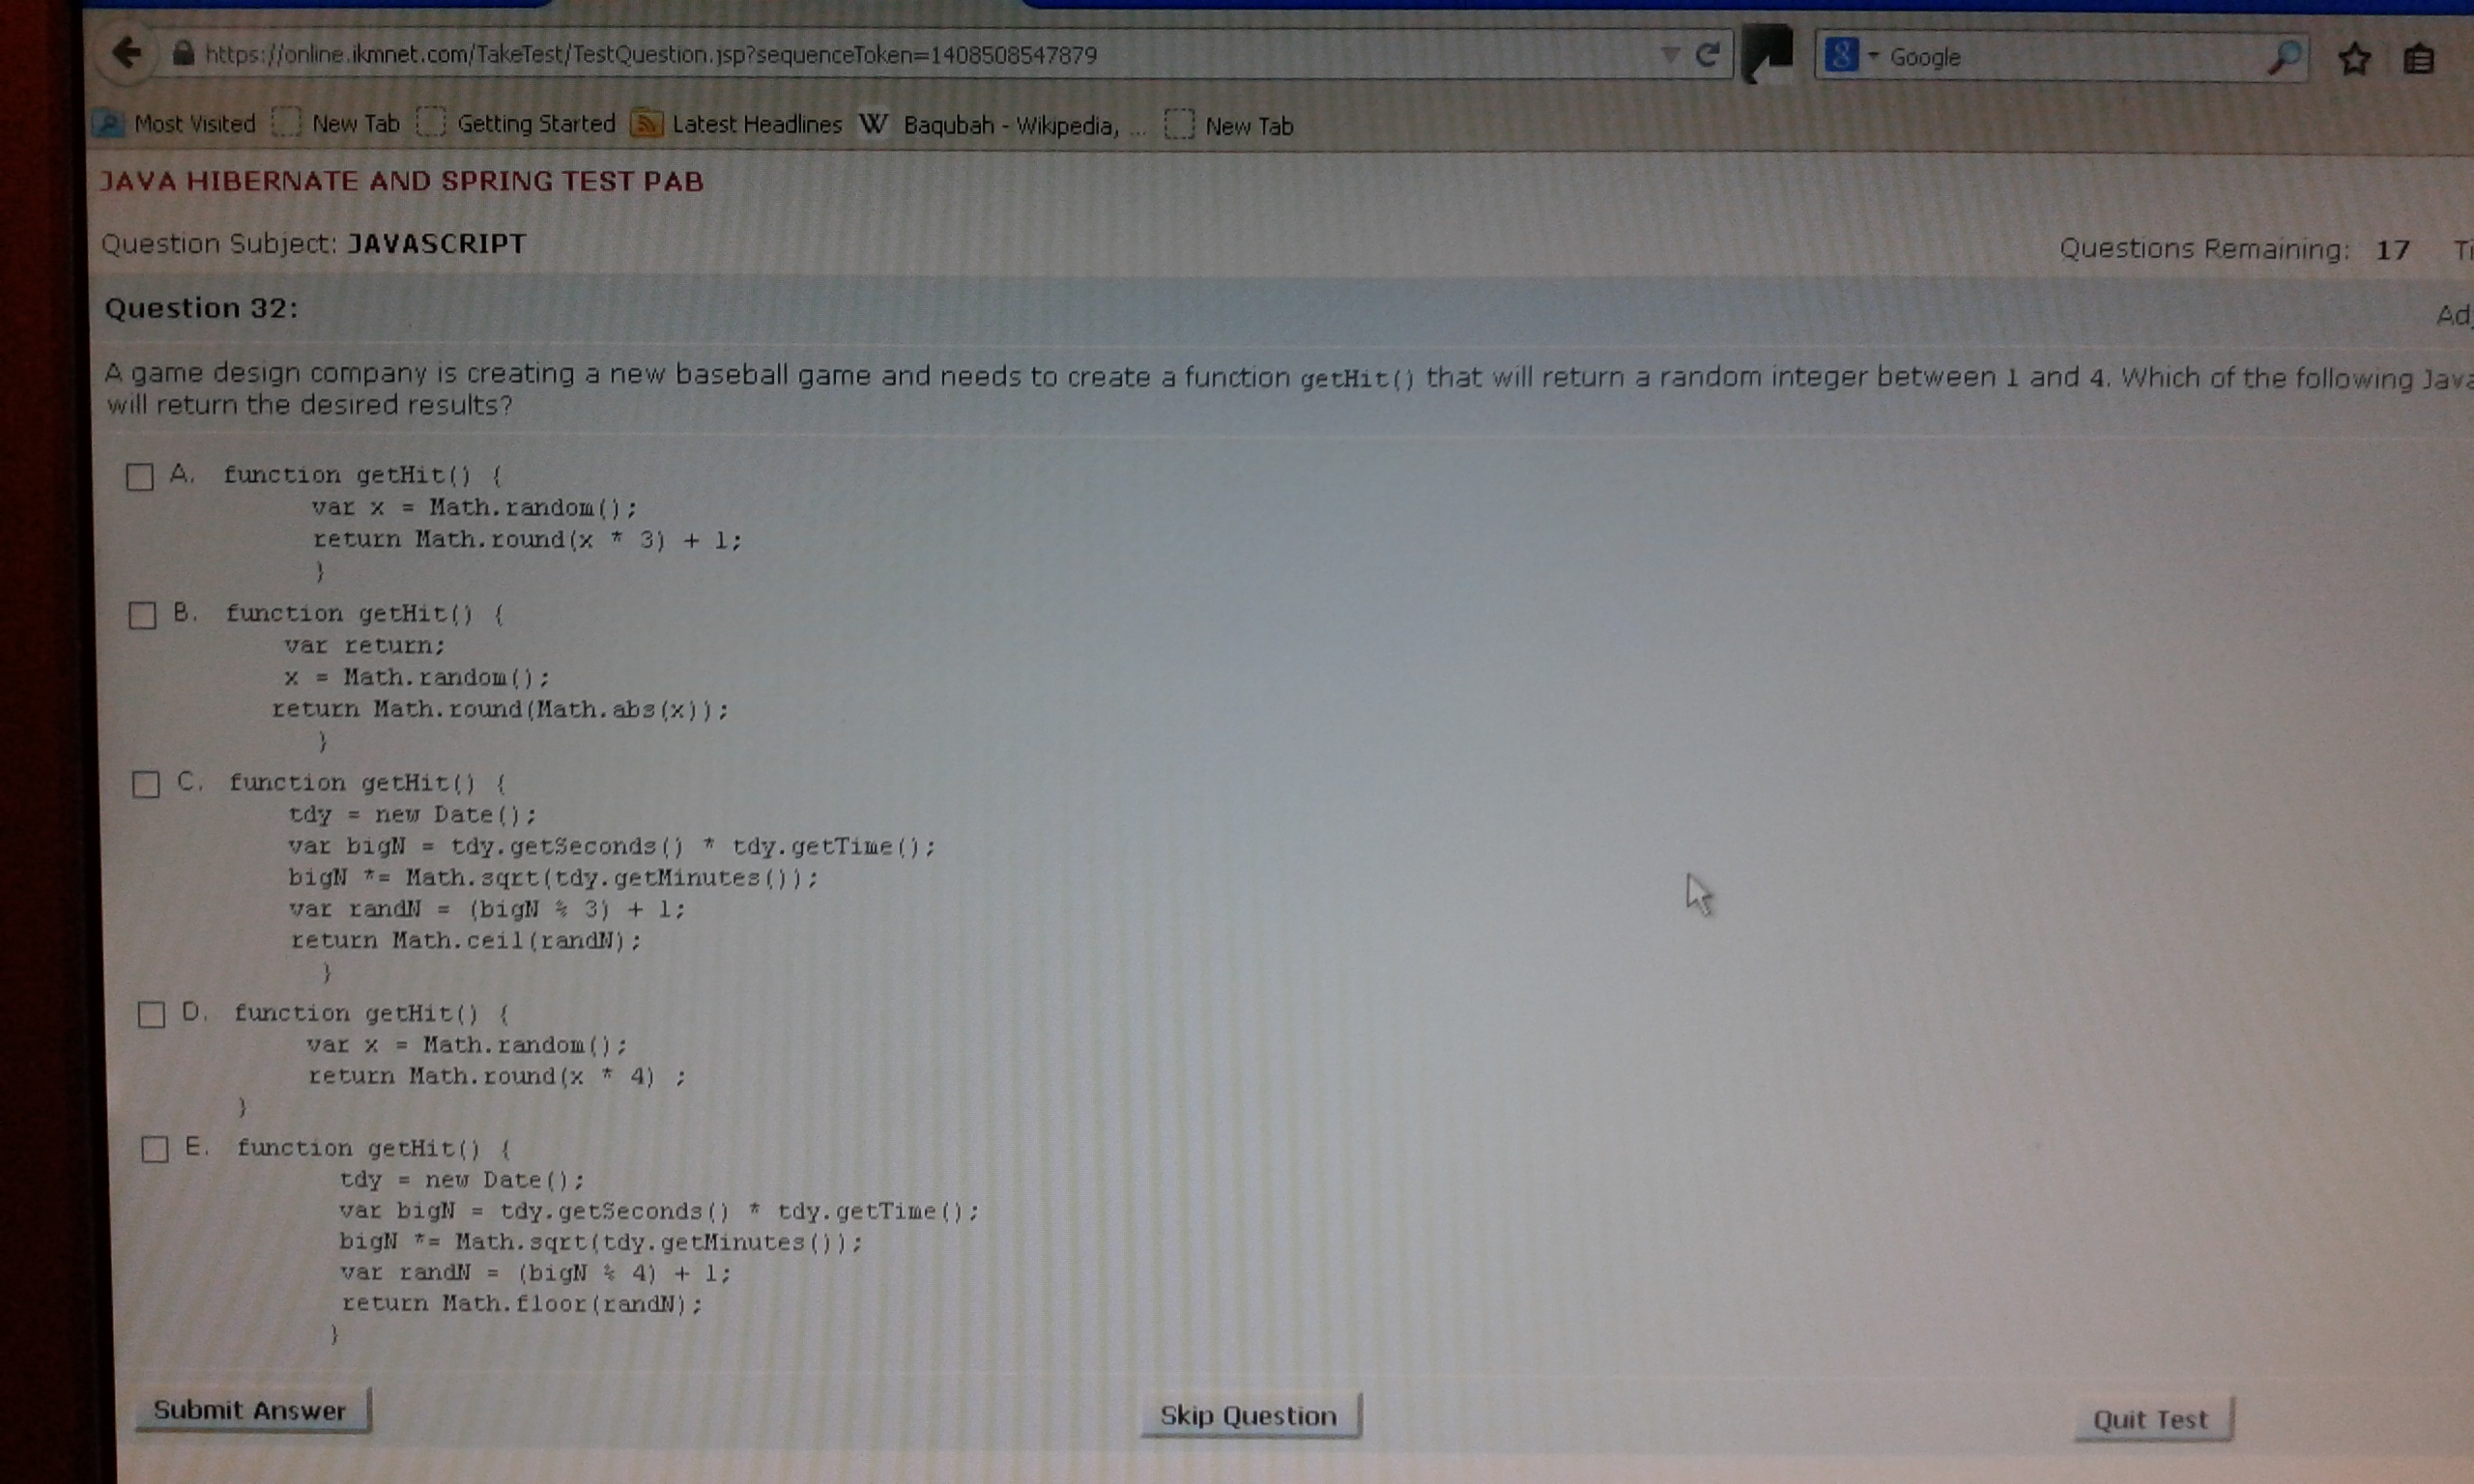 https://online.ikmnet.com/TakeTest/TestQuestion.jsp?sequenceToken=1408508547879
8 Google
Most Visited New Tab Getting Started Latest Headlines W Baqubah - Wikipedia, ... New Tab
JAVA HIBERNATE AND SPRING TEST PAB
Question Subject: JAVASCRIPT Questions Remaining: 17
Question 32:
A game design company is creating a new baseball game and needs to create a function getHit() that will return a random integer between 1 and 4. Which of the following
will return the desired results?
A. function getHit() {
var x = Math.random();
return Math.round(x * 3) + 1;
}
B. function getHit() {
var return;
x = Math.random();
return Math.round(Math.abs(x));
}
C. function getHit() {
tdy = new Date();
var bigN = tdy.getSeconds() * tdy.getTime();
bigN *= Math.sqrt(tdy.getMinutes());
var randN = (bigN % 3) + 1;
return Math.ceil(randN);
}
D. function getHit() {
var x = Math.random();
return Math.round(x * 4) ;
}
E. function getHit() {
tdy = new Date();
var bigN = tdy.getSeconds() * tdy.getTime();
bigN *= Math.sqrt(tdy.getMinutes());
var randN = (bigN % 4) + 1;
return Math.floor(randN);
}
Submit Answer Skip Question Quit Test